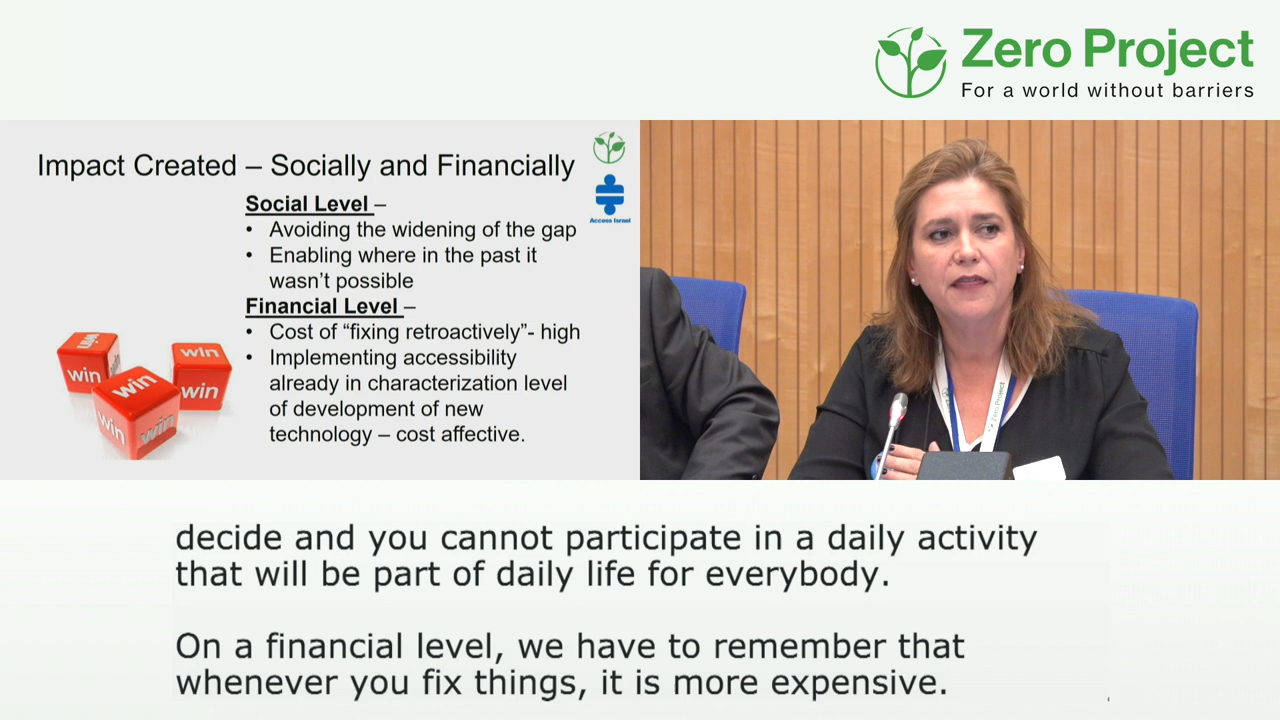 Zero Project
For a world without barriers
Impact Created – Socially and Financially
Access Israel
Social Level –
• Avoiding the widening of the gap
• Enabling where in the past it
wasn’t possible
Financial Level –
• Cost of “fixing retroactively”- high
• Implementing accessibility
already in characterization level
of development of new
technology – cost affective.
win
win
win
win
win
win
Zero Project
decide and you cannot participate in a daily activity
that will be part of daily life for everybody.
On a financial level, we have to remember that
whenever you fix things, it is more expensive.